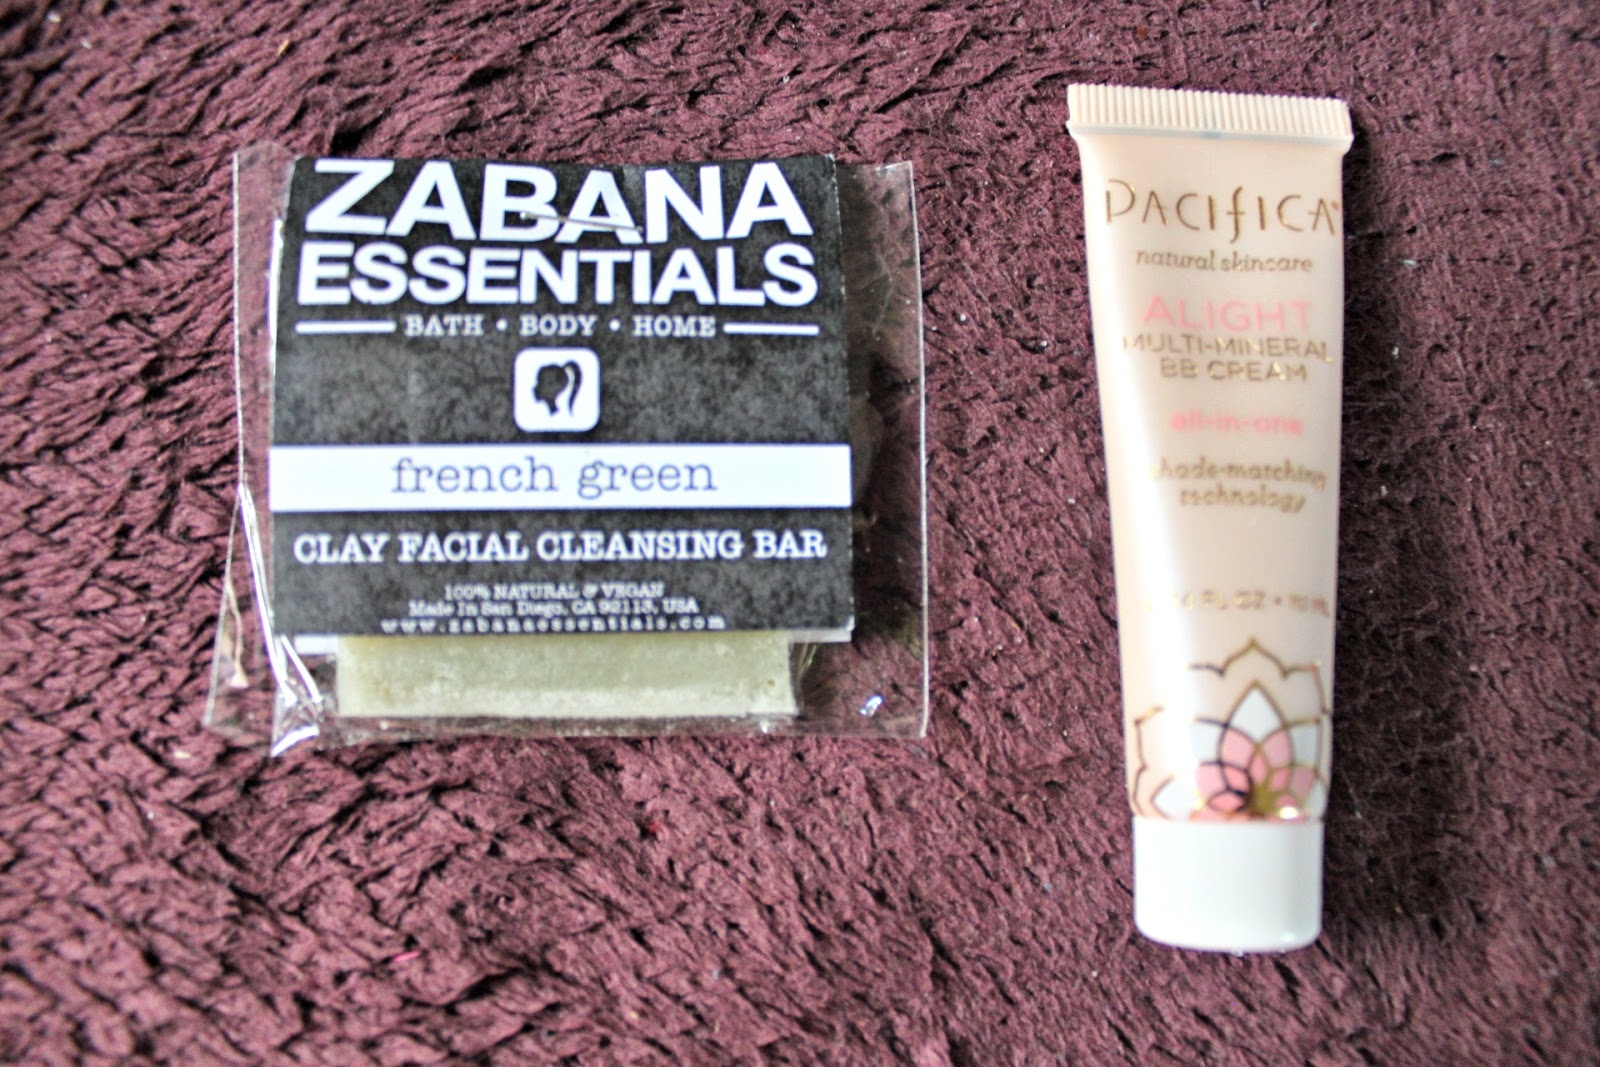 ZABANA
ESSENTIALS
BATH • BODY • HOME
french green
CLAY FACIAL CLEANSING BAR
100% NATURAL & VEGAN
Made In San Diego, CA 92113, USA
www.zabanaessentials.com
PACIFICA
natural skincare
ALIGHT
MULTI-MINERAL
BB CREAM
all-in-one
shade-matching
technology
FL OZ •